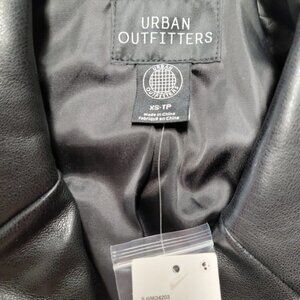 URBAN
OUTFITTERS
URBAN
OUTFITTERS
XS-TP
Made in China
Fabriqué en Chine